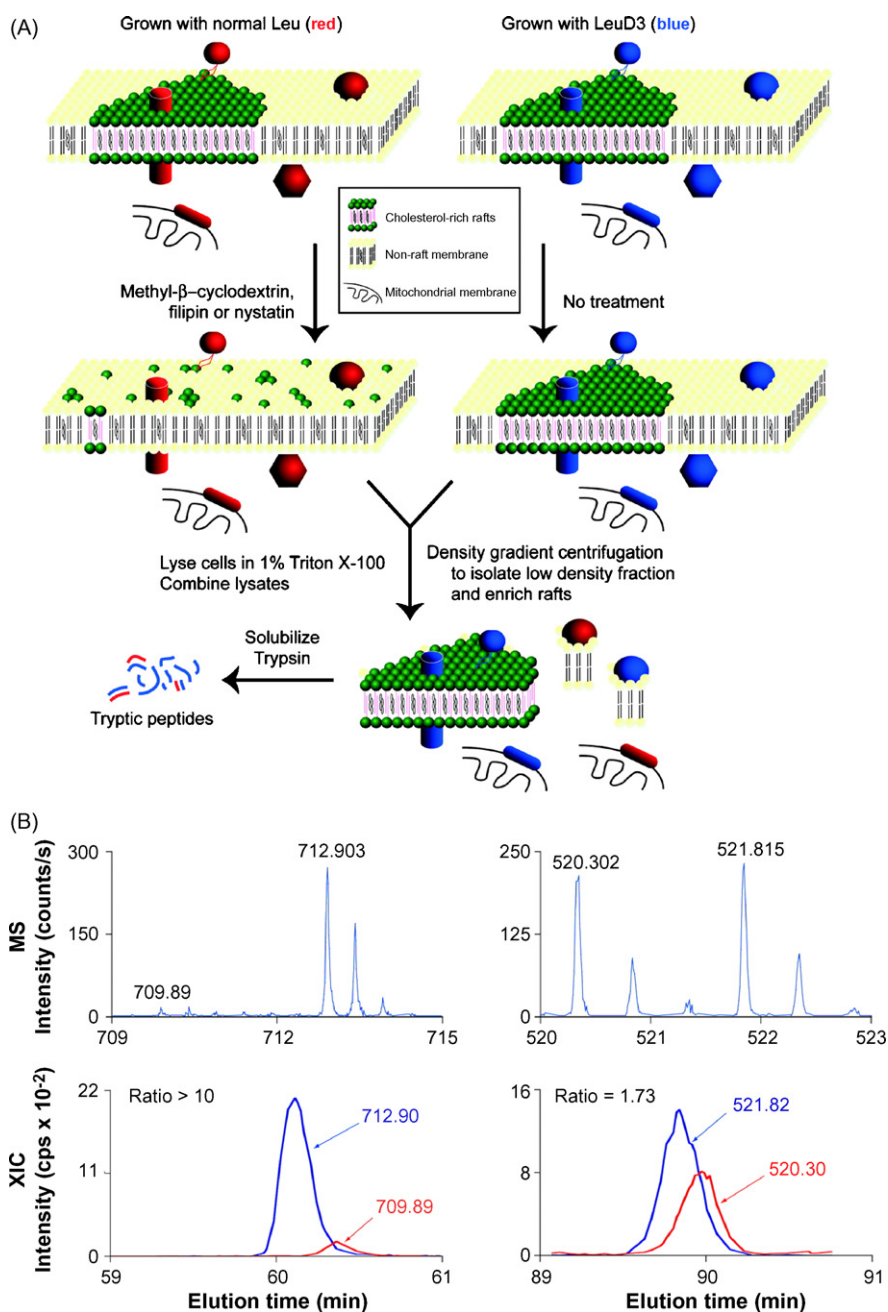 (A)
Grown with normal Leu (red)
Grown with LeuD3 (blue)
Cholesterol-rich rafts
Non-raft membrane
Mitochondrial membrane
Methyl-β–cyclodextrin,
filipin or nystatin
No treatment
Lyse cells in 1% Triton X-100
Combine lysates
Density gradient centrifugation
to isolate low density fraction
and enrich rafts
Solubilize
Trypsin
Tryptic peptides
(B)
MS
Intensity (counts/s)
300
150
0
709.89
712.903
709
712
715
250
125
0
520.302
521.815
520
521
522
523
XIC
Intensity (cps x 10-2)
22
11
0
Ratio > 10
712.90
709.89
59
60
61
Elution time (min)
16
8
0
Ratio = 1.73
521.82
520.30
89
90
91
Elution time (min)